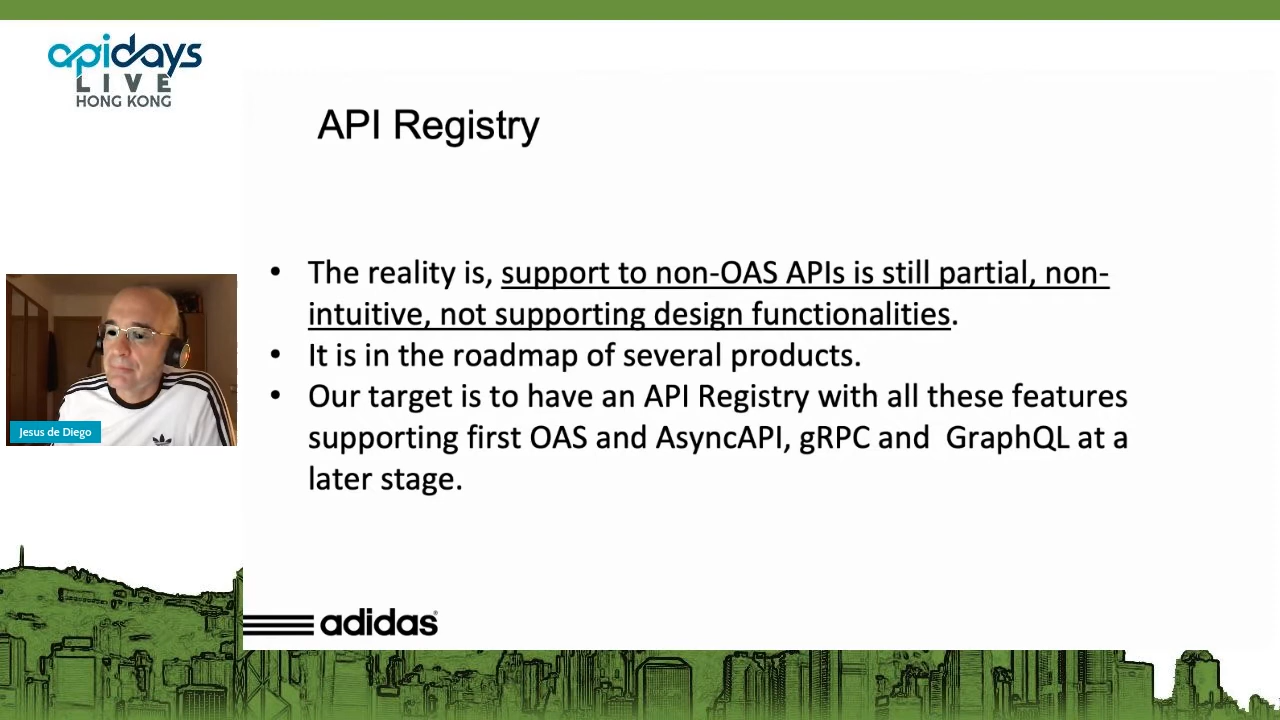 apidays
LIVE
HONG KONG
API Registry
• The reality is, support to non-OAS APIs is still partial, non-
intuitive, not supporting design functionalities.
• It is in the roadmap of several products.
• Our target is to have an API Registry with all these features
supporting first OAS and AsyncAPI, gRPC and  GraphQL at a
later stage.
Jesus de Diego
adidas®